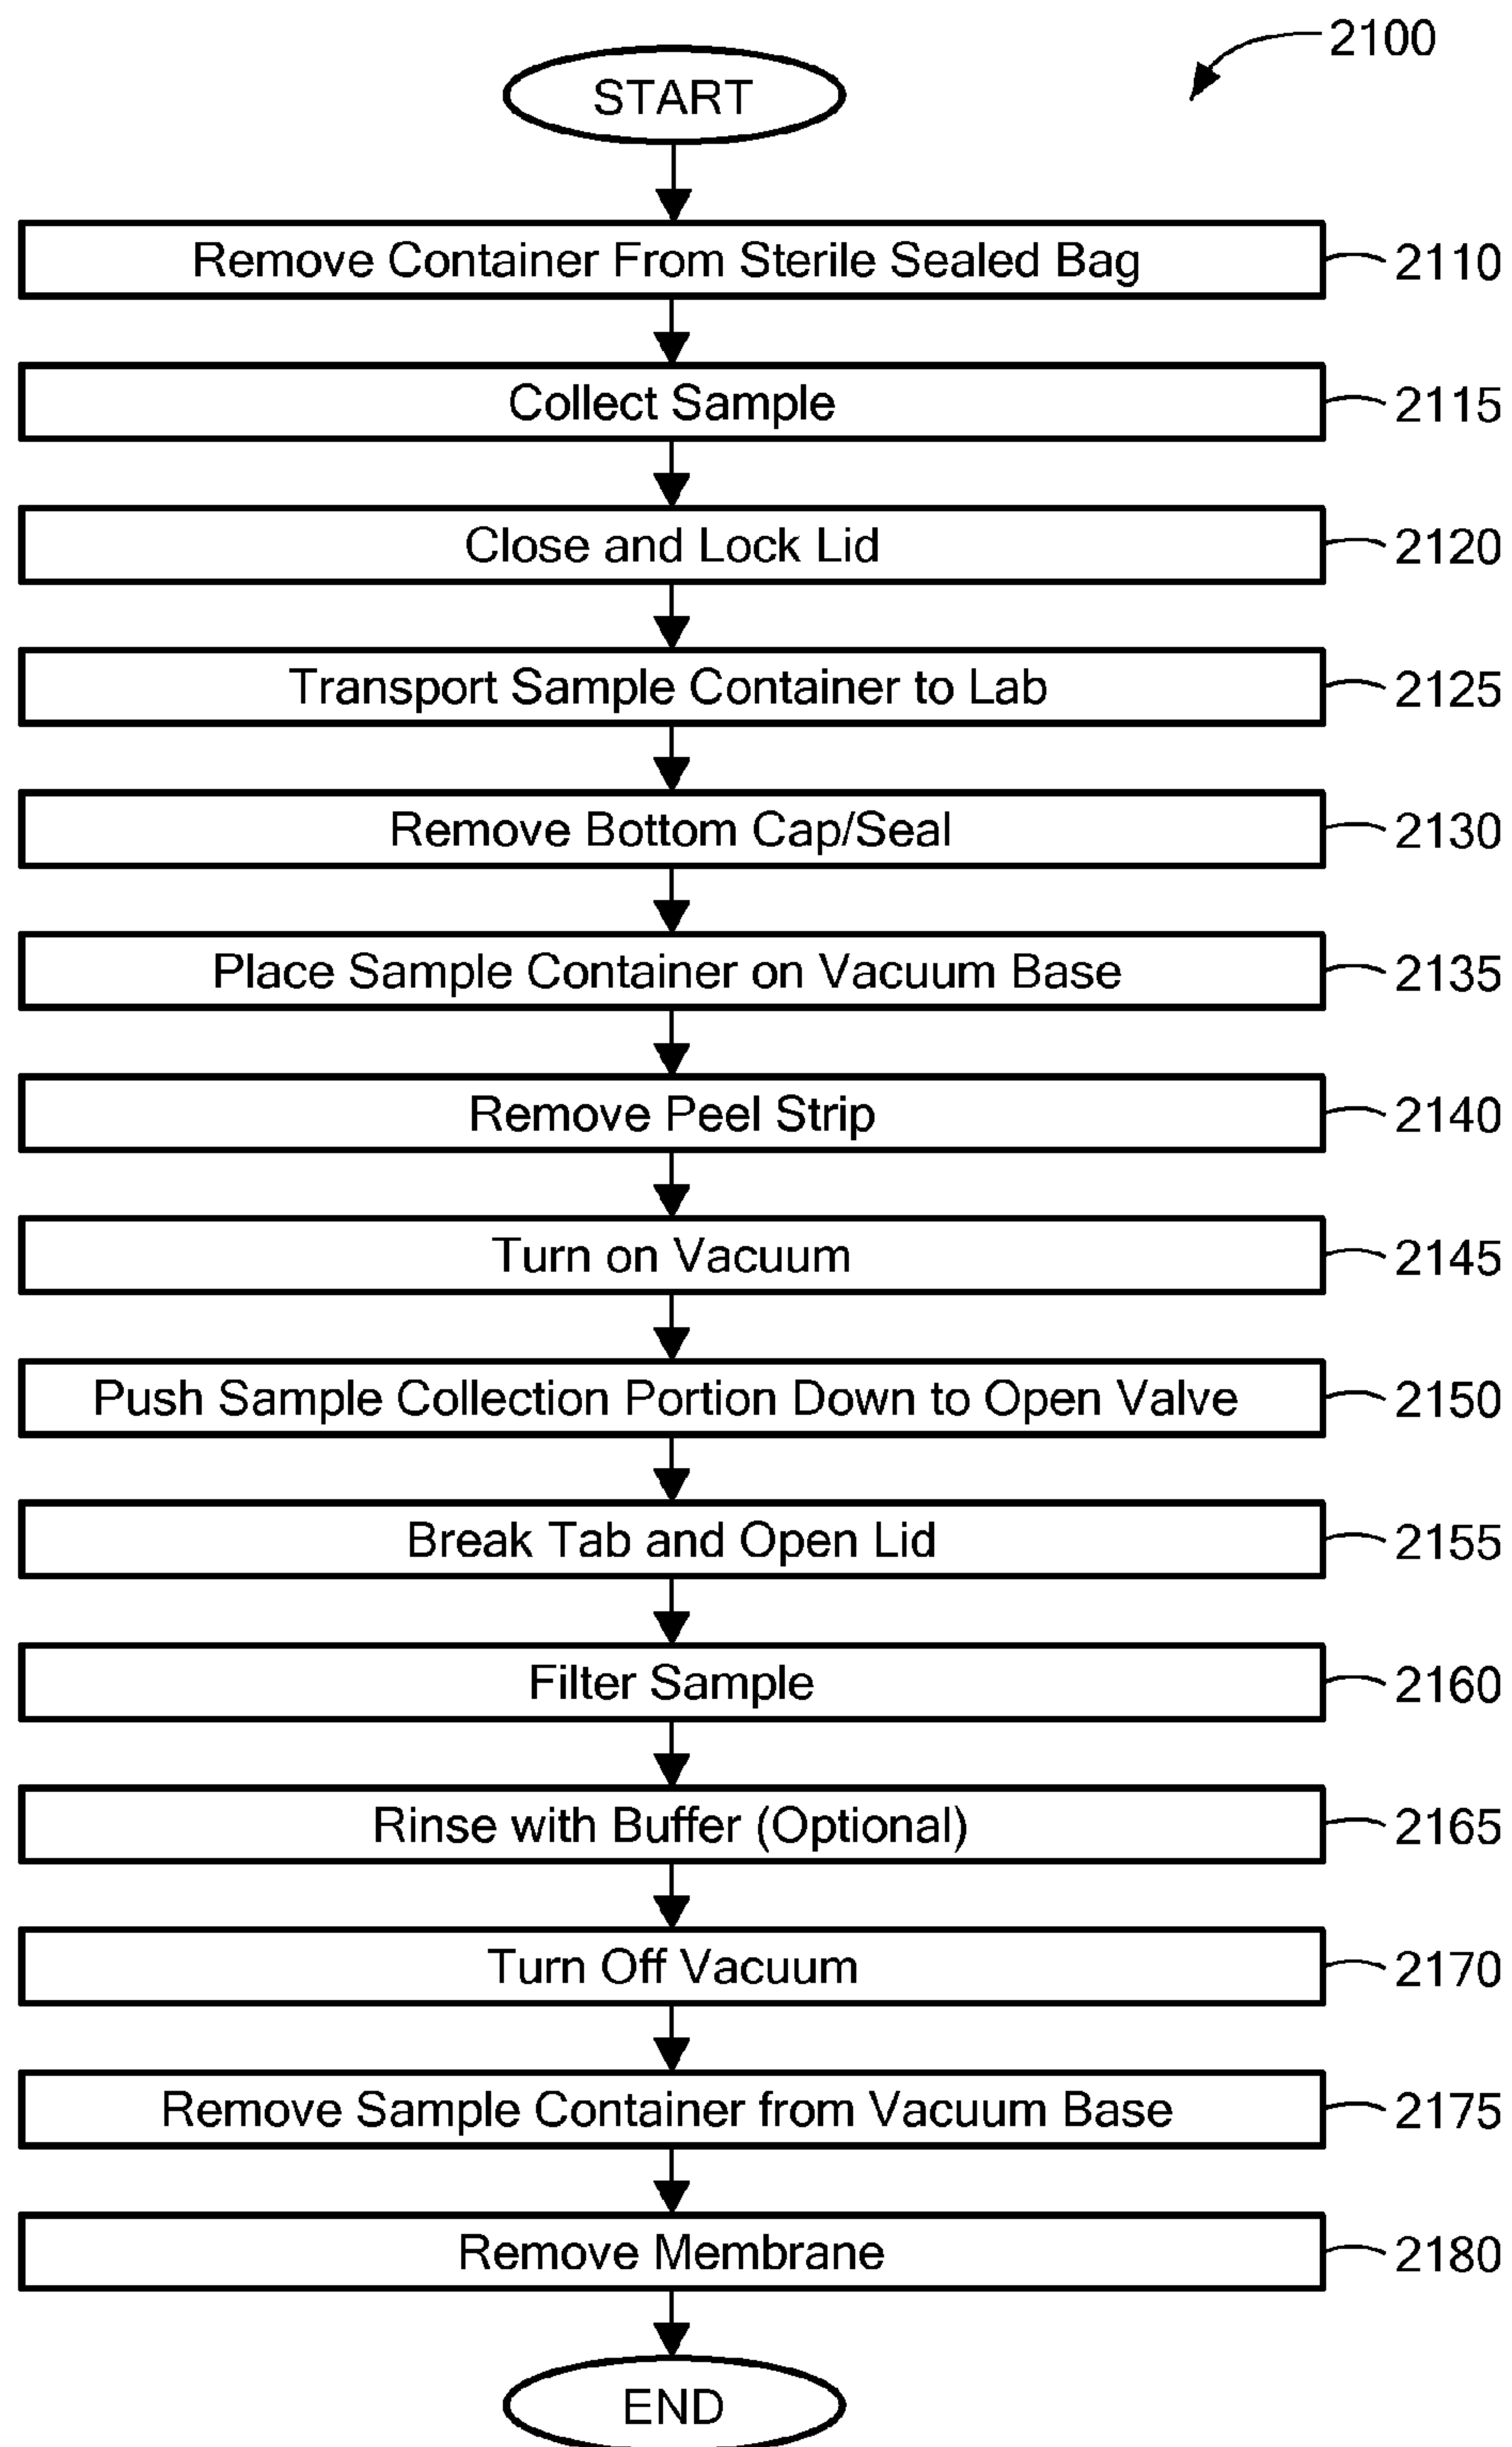 2100
START
Remove Container From Sterile Sealed Bag 2110
Collect Sample 2115
Close and Lock Lid 2120
Transport Sample Container to Lab 2125
Remove Bottom Cap/Seal 2130
Place Sample Container on Vacuum Base 2135
Remove Peel Strip 2140
Turn on Vacuum 2145
Push Sample Collection Portion Down to Open Valve 2150
Break Tab and Open Lid 2155
Filter Sample 2160
Rinse with Buffer (Optional) 2165
Turn Off Vacuum 2170
Remove Sample Container from Vacuum Base 2175
Remove Membrane 2180
END